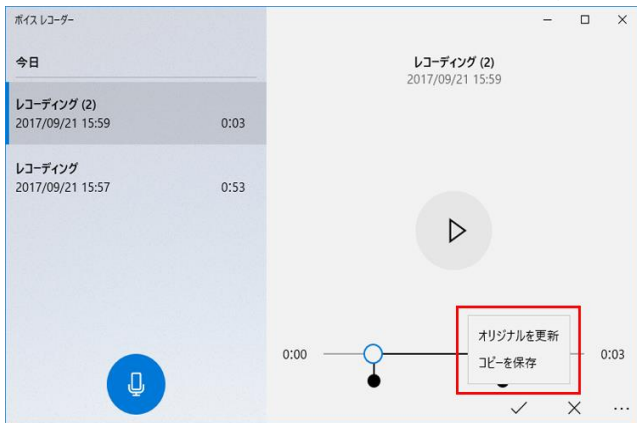 ボイス レコーダー
今日
レコーディング (2)
2017/09/21 15:59
0:03
レコーディング
2017/09/21 15:57
0:53
レコーディング (2)
2017/09/21 15:59
オリジナルを更新
コピーを保存
0:00
0:03